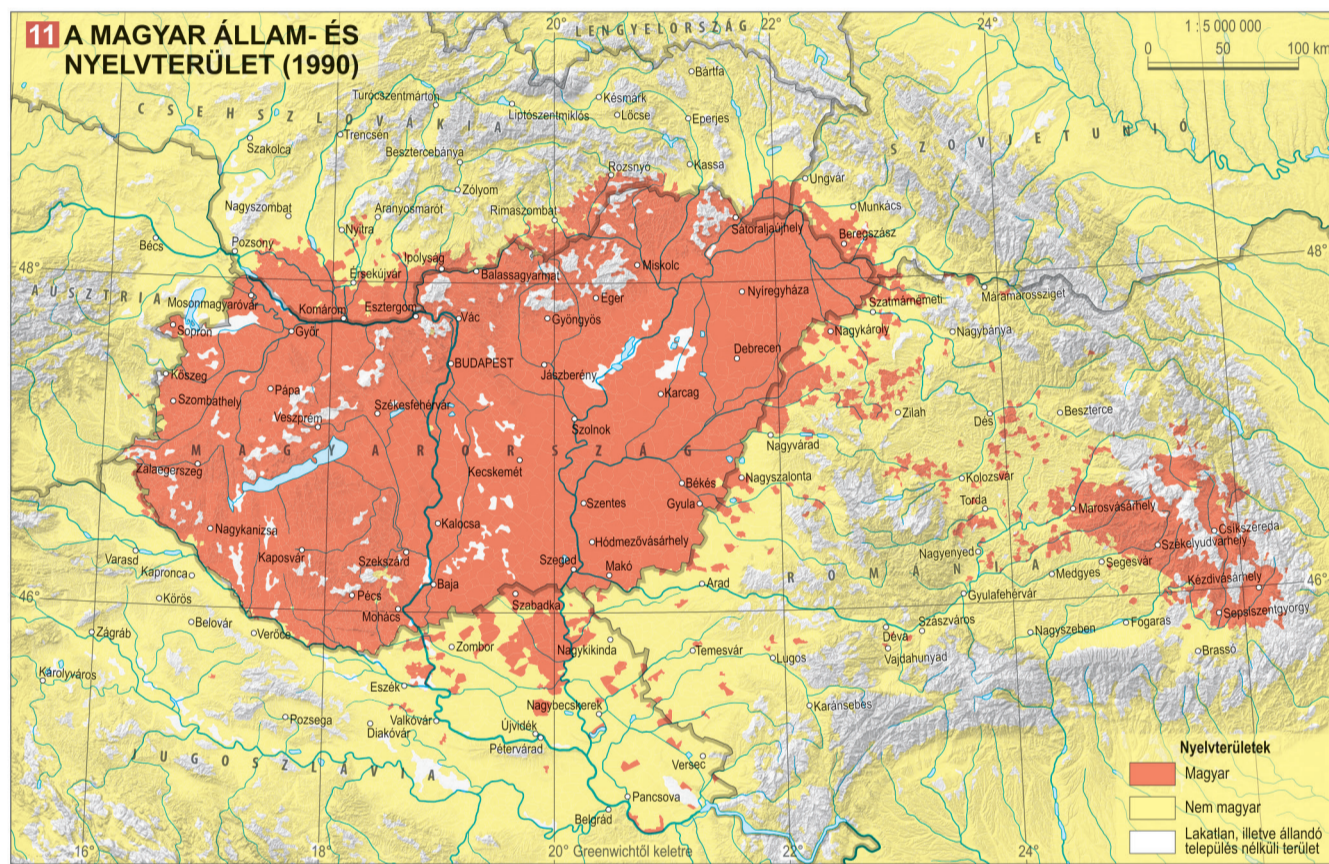 11 A MAGYAR ÁLLAM- ÉS
NYELVTERÜLET (1990)
20°
22°
24°
1 : 5 000 000
0 50 100 km
LENGYELORSZÁG
CSEHSZLOVÁKIA
SZOVJETUNIÓ
Bártfa
Turócszentmárton
Késmárk
Liptószentmiklós
Lőcse
Eperjes
Trencsén
Szakolca
Besztercebánya
Rozsnyó
Kassa
Ungvár
Zólyom
Munkács
Nagyszombat
Aranyosmarót
Rimaszombat
Nyitra
Sátoraljaújhely
Beregszász
Bécs
Pozsony
48°
Ipolyság
Érsekújvár
Balassagyarmat
Miskolc
48°
AUSZTRIA
Mosonmagyaróvár
Komárom
Esztergom
Eger
Nyíregyháza
Szatmárnémeti
Máramarossziget
Sopron
Győr
Vác
Gyöngyös
Nagykároly
Nagybánya
BUDAPEST
Jászberény
Debrecen
Kőszeg
Pápa
Karcag
Szombathely
Székesfehérvár
Veszprém
Szolnok
Zilah
Dés
Beszterce
MAGYARORSZÁG
Nagyvárad
Zalaegerszeg
Kecskemét
Békés
Nagyszalonta
Kolozsvár
Szentes
Gyula
Torda
Marosvásárhely
Nagykanizsa
Kalocsa
Csíkszereda
Hódmezővásárhely
Székelyudvarhely
Kaposvár
Szekszárd
Szeged
Makó
Nagyenyed
Segesvár
Varasd
Kapronca
Medgyes
Kézdivásárhely
ROMÁNIA
46°
Pécs
Baja
Arad
Gyulafehérvár
46°
Körös
Mohács
Szabadka
Sepsiszentgyörgy
Belovár
Zágráb
Verőce
Déva
Szászváros
Nagyszeben
Fogaras
Zombor
Nagykikinda
Temesvár
Lugos
Vajdahunyad
Brassó
Károlyváros
Eszék
Nagybecskerek
Karánsebes
Pozsega
Valkóvár
Diakóvár
Újvidék
Pétervárad
Versec
JUGOSZLÁVIA
Pancsova
Belgrád
Nyelvterületek
Magyar
Nem magyar
Lakatlan, illetve állandó
település nélküli terület
16°
18°
20° Greenwichtől keletre
22°
24°